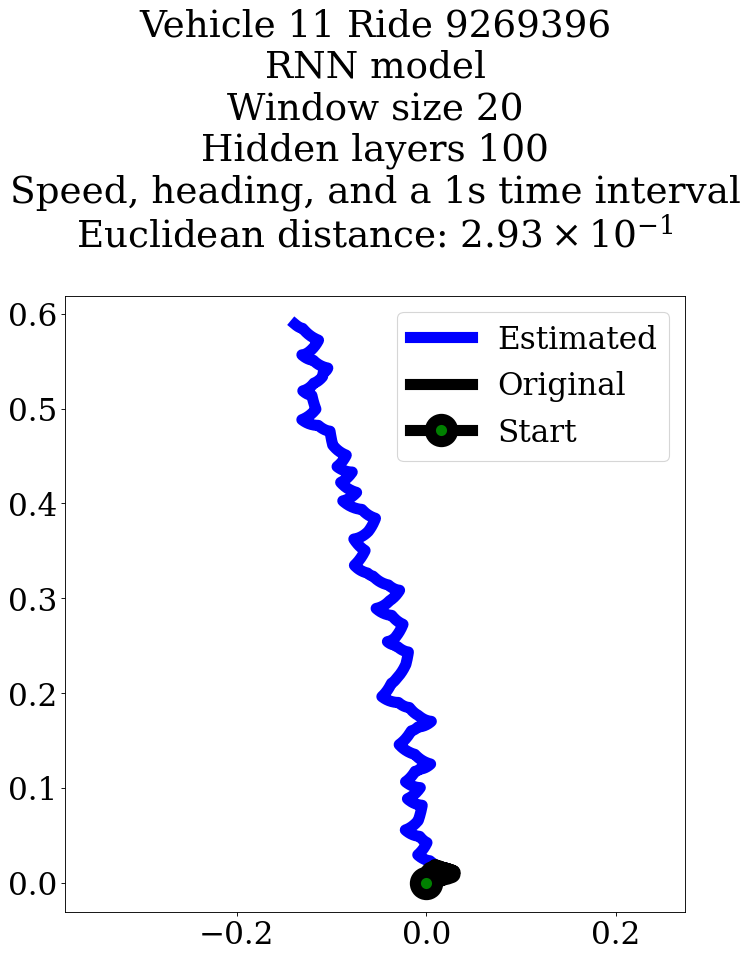 Vehicle 11 Ride 9269396
RNN model
Window size 20
Hidden layers 100
Speed, heading, and a 1s time interval
Euclidean distance: 2.93 × 10⁻¹
0.6
0.5
0.4
0.3
0.2
0.1
0.0
Estimated
Original
Start
−0.2 0.0 0.2